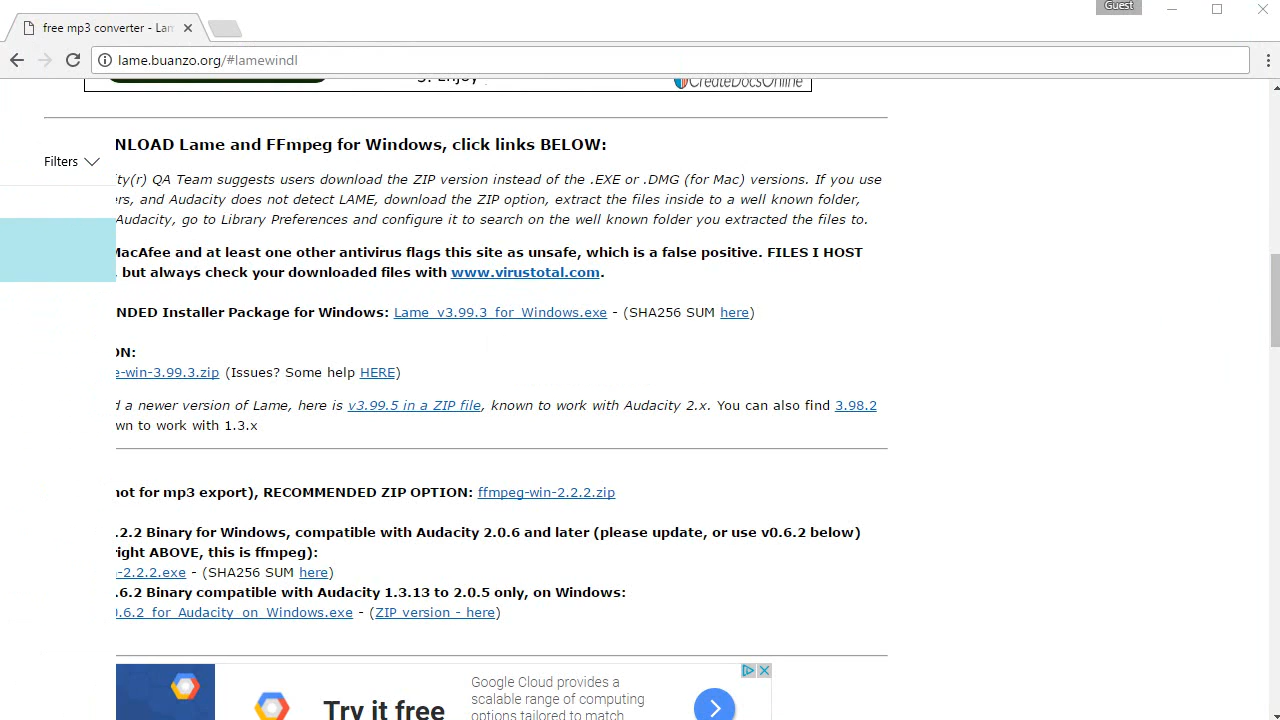 Guest
free mp3 converter - Lam
lame.buanzo.org/#lamewindl
3. Enjoy
CreateDocsOnline
NLOAD Lame and FFmpeg for Windows, click links BELOW:
Filters
ity(r) QA Team suggests users download the ZIP version instead of the .EXE or .DMG (for Mac) versions. If you use
ers, and Audacity does not detect LAME, download the ZIP option, extract the files inside to a well known folder,
Audacity, go to Library Preferences and configure it to search on the well known folder you extracted the files to.
MacAfee and at least one other antivirus flags this site as unsafe, which is a false positive. FILES I HOST
, but always check your downloaded files with www.virustotal.com.
NDED Installer Package for Windows: Lame_v3.99.3_for_Windows.exe - (SHA256 SUM here)
ON:
e-win-3.99.3.zip (Issues? Some help HERE)
d a newer version of Lame, here is v3.99.5 in a ZIP file, known to work with Audacity 2.x. You can also find 3.98.2
wn to work with 1.3.x
not for mp3 export), RECOMMENDED ZIP OPTION: ffmpeg-win-2.2.2.zip
.2.2 Binary for Windows, compatible with Audacity 2.0.6 and later (please update, or use v0.6.2 below)
right ABOVE, this is ffmpeg):
-2.2.2.exe - (SHA256 SUM here)
.6.2 Binary compatible with Audacity 1.3.13 to 2.0.5 only, on Windows:
0.6.2_for_Audacity_on_Windows.exe - (ZIP version - here)
Google Cloud provides a
scalable range of computing
Try it free
options tailored to match